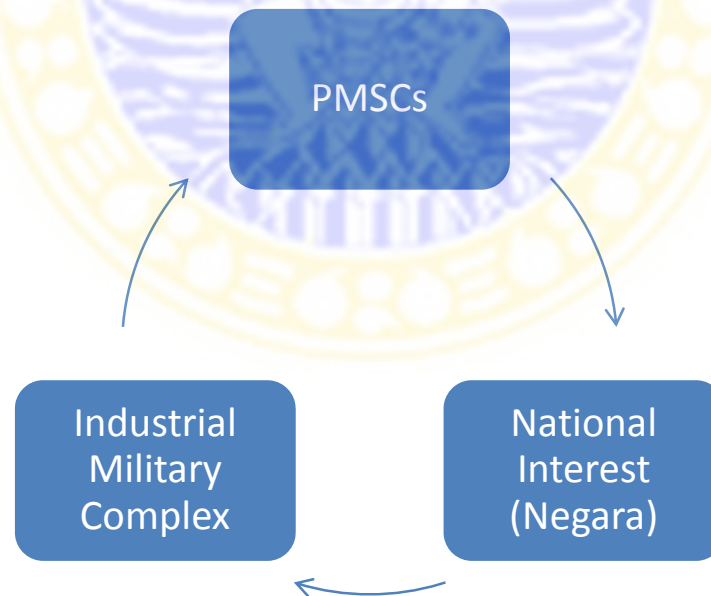 PMSCs
Industrial
Military
Complex
National
Interest
(Negara)